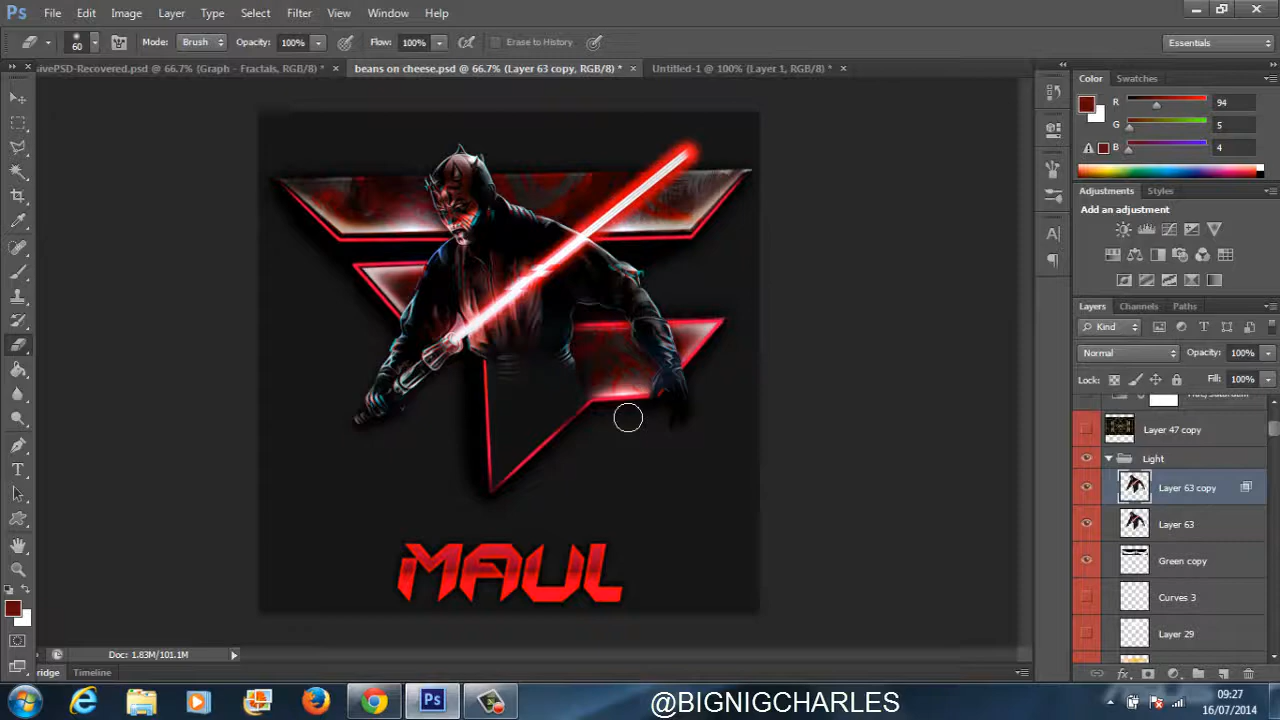 Ps File Edit Image Layer Type Select Filter View Window Help
60 Mode: Brush Opacity: 100% Flow: 100% Erase to History Essentials
sivePSD-Recovered.psd @ 66.7% (Graph - Fractals, RGB/8) * × beans on cheese.psd @ 66.7% (Layer 63 copy, RGB/8) * × Untitled-1 @ 100% (Layer 1, RGB/8) * ×
Color Swatches
R 94
G 5
B 4
Adjustments Styles
Add an adjustment
Layers Channels Paths
Kind
Normal Opacity: 100%
Lock: Fill: 100%
Layer 47 copy
Light
Layer 63 copy
Layer 63
Green copy
Curves 3
Layer 29
MAUL
Doc: 1.83M/101.1M
ridge Timeline
Ps @BIGNIGCHARLES 09:27
16/07/2014